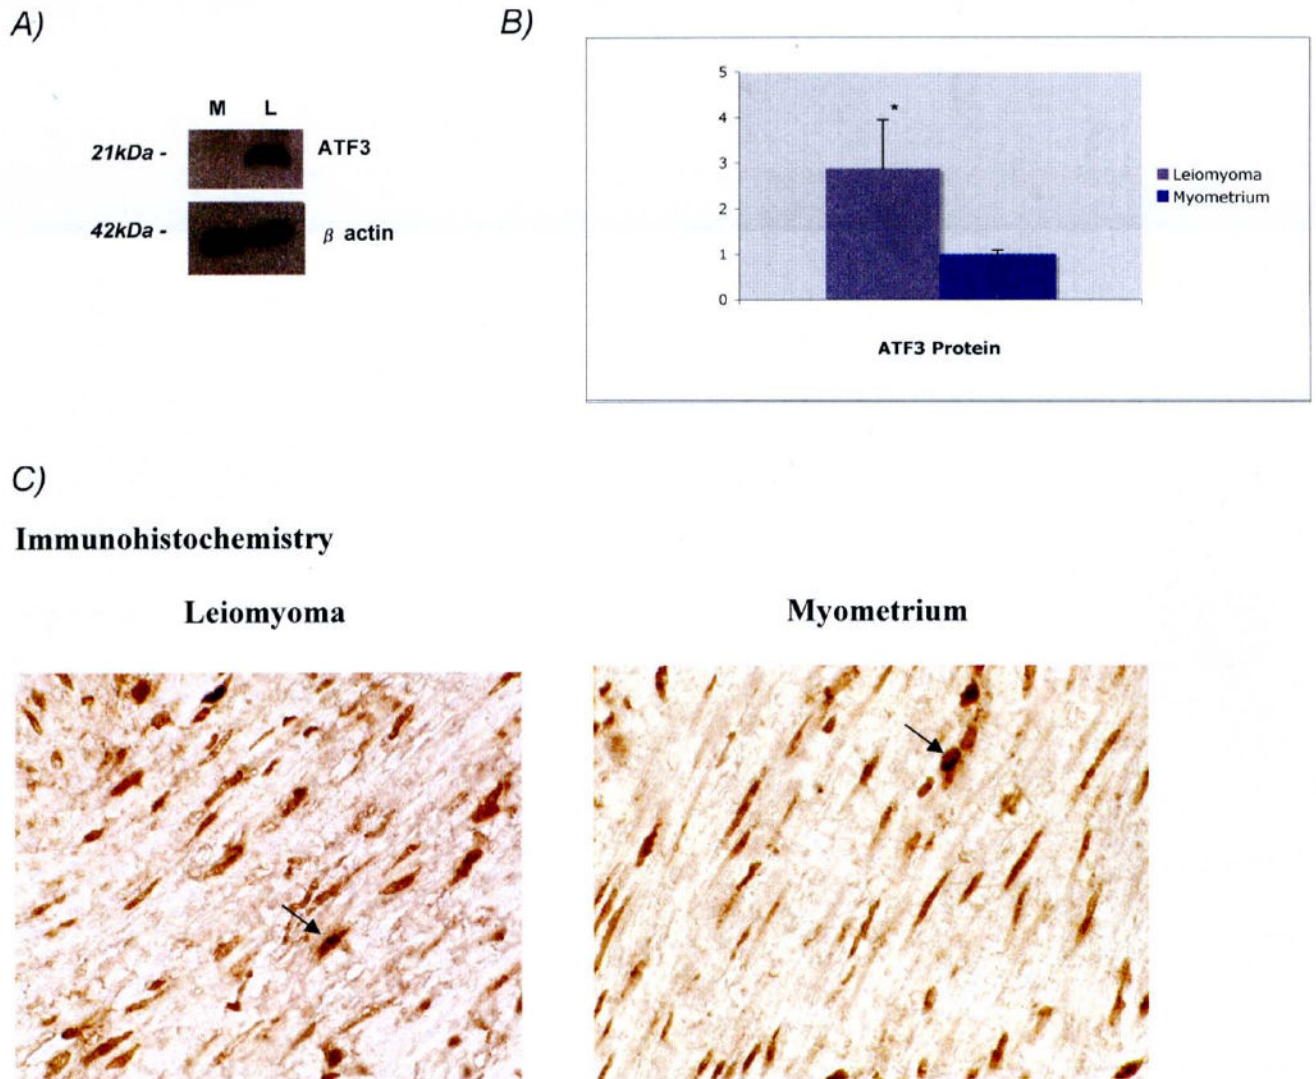 A)
M L
21kDa - ATF3
42kDa - β actin
B)
5
4
*
3
2
1
0
Leiomyoma
Myometrium
ATF3 Protein
C)
Immunohistochemistry
Leiomyoma Myometrium